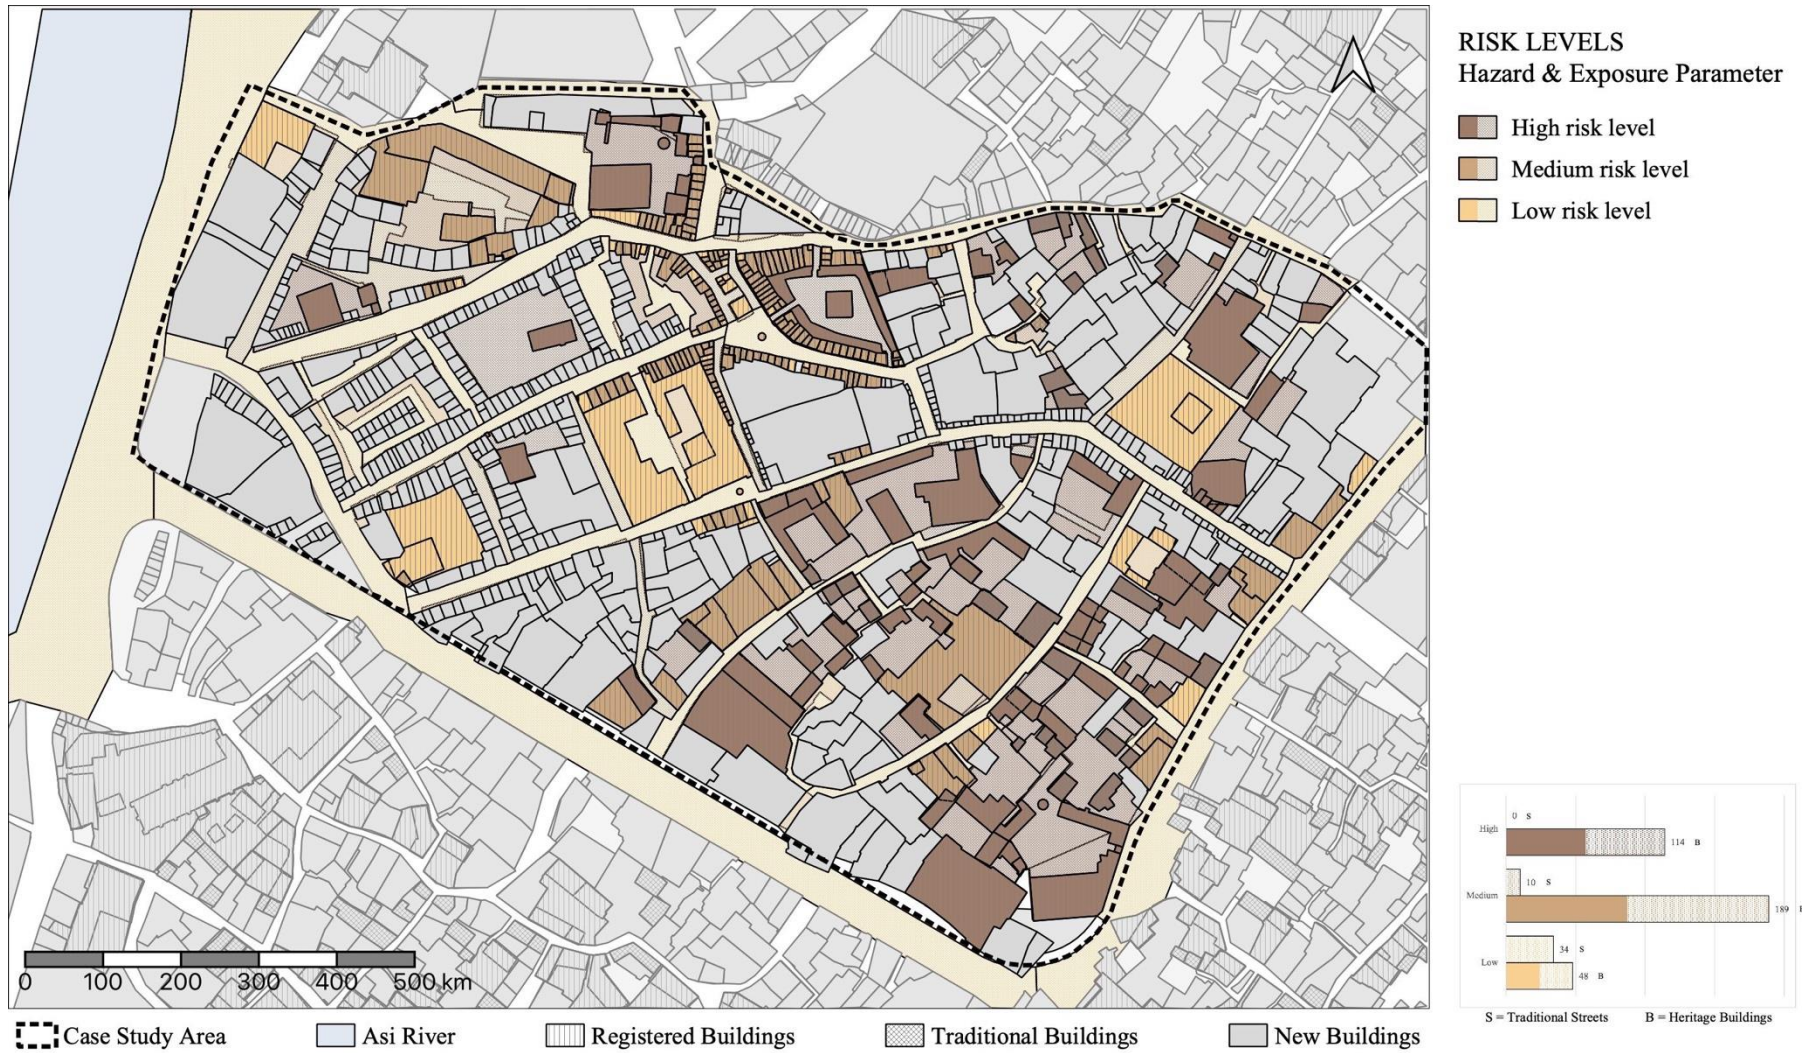 RISK LEVELS
Hazard & Exposure Parameter
High risk level
Medium risk level
Low risk level
0 100 200 300 400 500 km
High
0 S
114 B
Medium
10 S
189
Low
34 S
48 B
S = Traditional Streets B = Heritage Buildings
Case Study Area Asi River Registered Buildings Traditional Buildings New Buildings